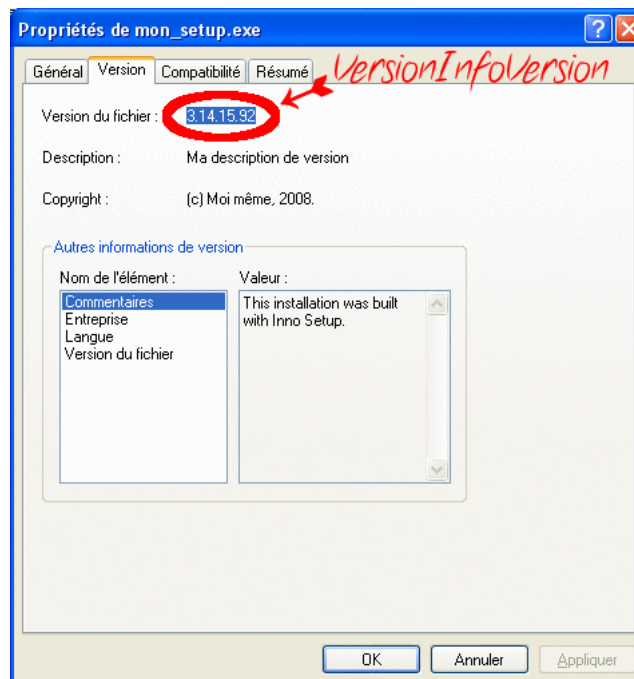 Propriétés de mon_setup.exe
Général Version Compatibilité Résumé
VersionInfoVersion
Version du fichier : 3.14.15.92
Description : Ma description de version
Copyright : (c) Moi même, 2008.
Autres informations de version
Nom de l'élément : Valeur :
Commentaires
Entreprise
Langue
Version du fichier
This installation was built
with Inno Setup.
OK Annuler Appliquer